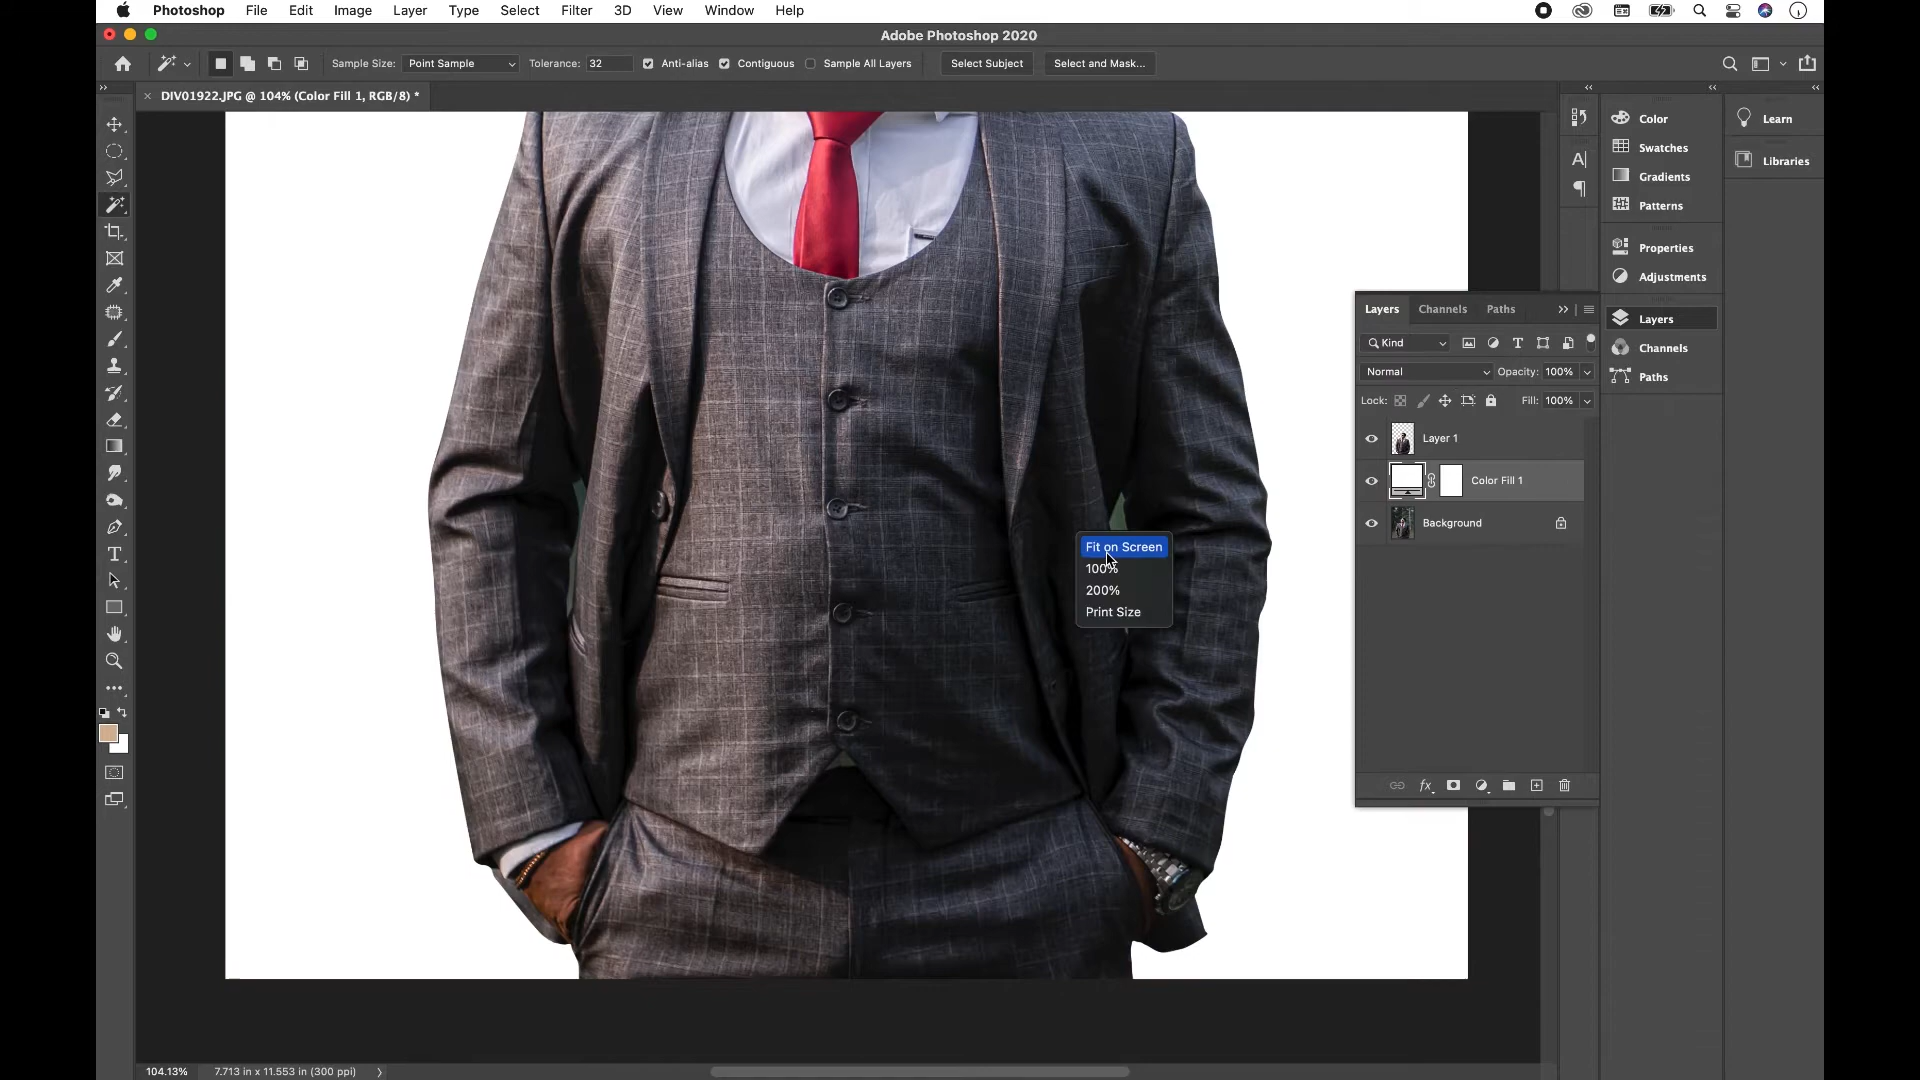 Photoshop File Edit Image Layer Type Select Filter 3D View Window Help
Adobe Photoshop 2020
Sample Size: Point Sample Tolerance: 32 Anti-alias Contiguous Sample All Layers Select Subject Select and Mask...
DIV01922.JPG @ 104% (Color Fill 1, RGB/8) *
Color
Swatches
Gradients
Patterns
Properties
Adjustments
Layers
Channels
Paths
Learn
Libraries
Layers Channels Paths
Kind
Normal Opacity: 100%
Lock: Fill: 100%
Layer 1
Color Fill 1
Background
fx
Fit on Screen
100%
200%
Print Size
104.13% 7.713 in x 11.553 in (300 ppi)